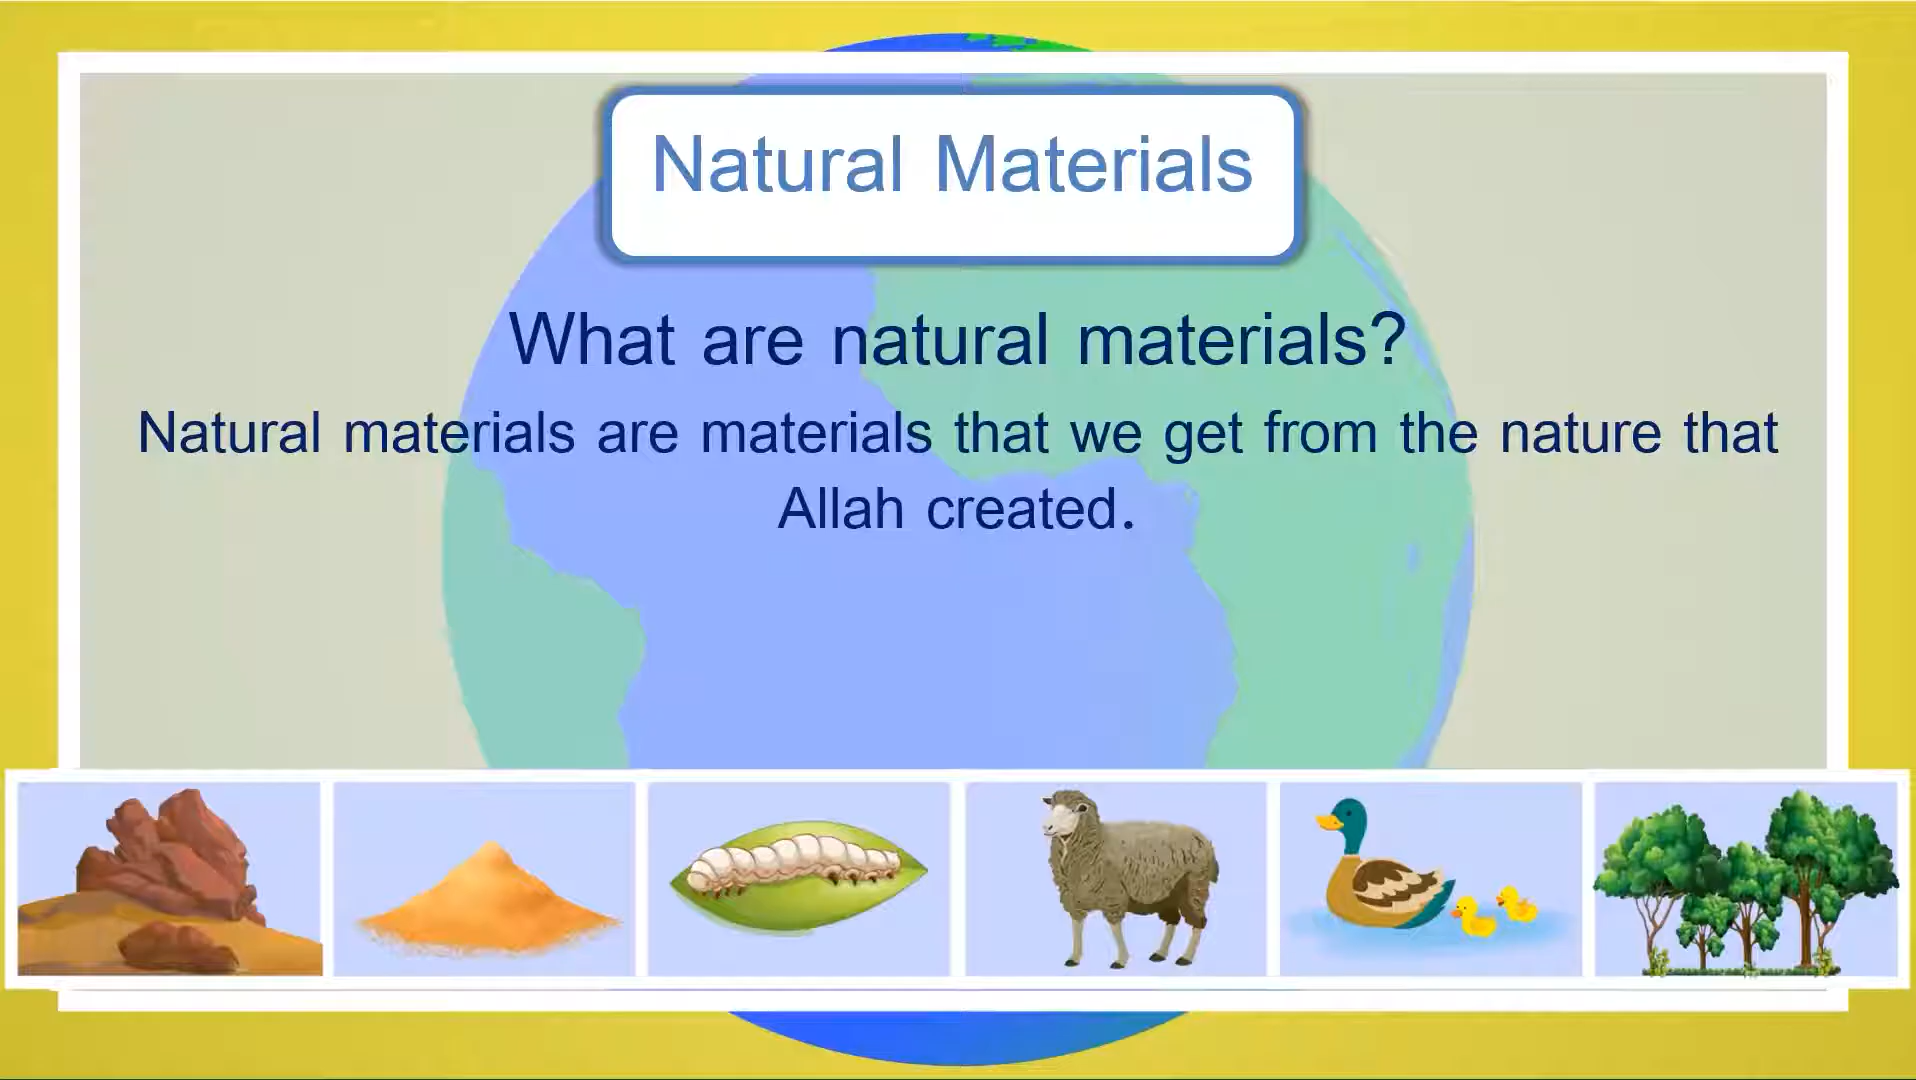 Natural Materials
What are natural materials?
Natural materials are materials that we get from the nature that
Allah created.